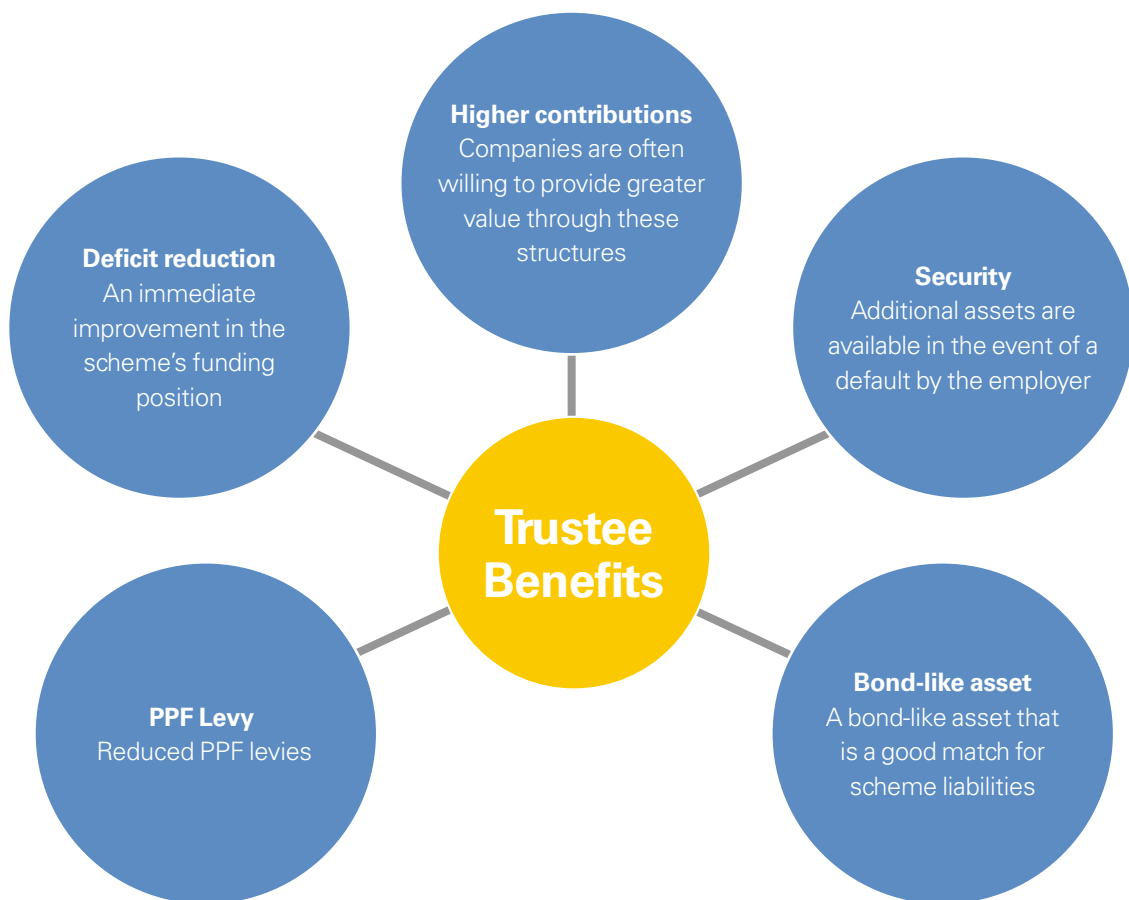 Higher contributions
Companies are often
willing to provide greater
value through these
structures
Deficit reduction
An immediate
improvement in the
scheme’s funding
position
Security
Additional assets are
available in the event of a
default by the employer
Trustee
Benefits
PPF Levy
Reduced PPF levies
Bond-like asset
A bond-like asset that
is a good match for
scheme liabilities